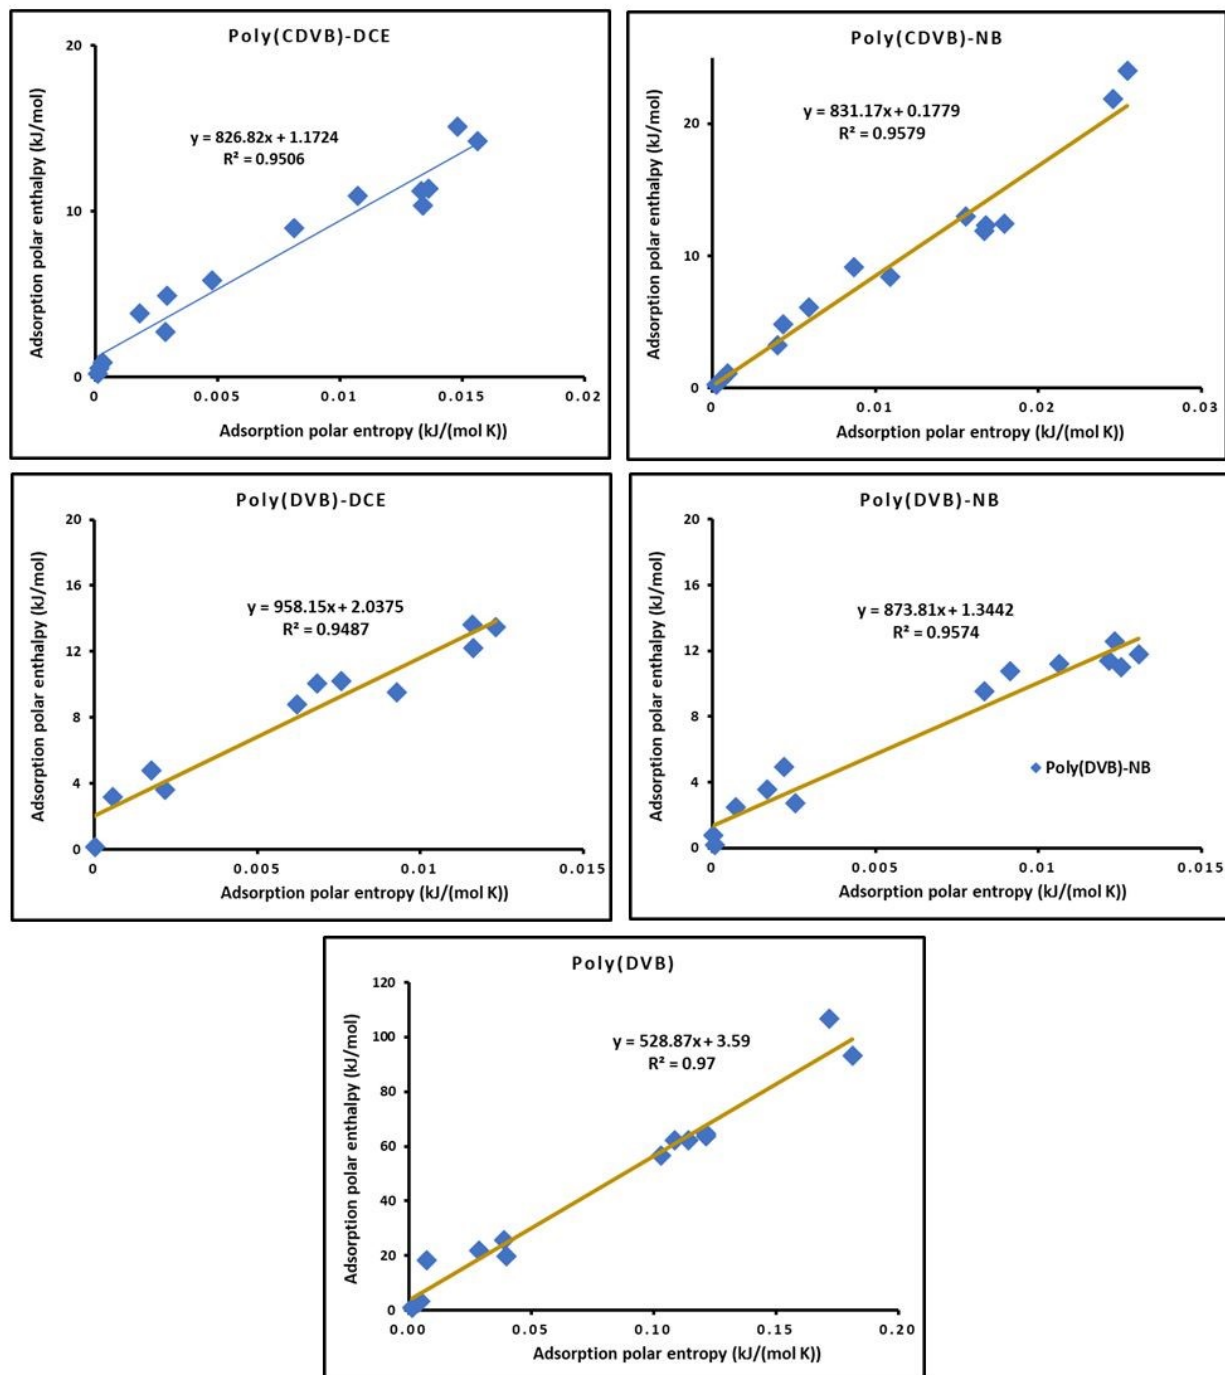 Poly(CDVB)-DCE
20
y = 826.82x + 1.1724
R² = 0.9506
10
0
0 0.005 0.01 0.015 0.02
Adsorption polar enthalpy (kJ/mol)
Adsorption polar entropy (kJ/(mol K))
Poly(CDVB)-NB
20
y = 831.17x + 0.1779
R² = 0.9579
10
0
0 0.01 0.02 0.03
Adsorption polar enthalpy (kJ/mol)
Adsorption polar entropy (kJ/(mol K))
Poly(DVB)-DCE
20
16
y = 958.15x + 2.0375
R² = 0.9487
12
8
4
0
0 0.005 0.01 0.015
Adsorption polar enthalpy (kJ/mol)
Adsorption polar entropy (kJ/(mol K))
Poly(DVB)-NB
20
16
y = 873.81x + 1.3442
R² = 0.9574
12
8
Poly(DVB)-NB
4
0
0 0.005 0.01 0.015
Adsorption polar enthalpy (kJ/mol)
Adsorption polar entropy (kJ/(mol K))
Poly(DVB)
120
100
y = 528.87x + 3.59
R² = 0.97
80
60
40
20
0
0.00 0.05 0.10 0.15 0.20
Adsorption polar enthalpy (kJ/mol)
Adsorption polar entropy (kJ/(mol K))